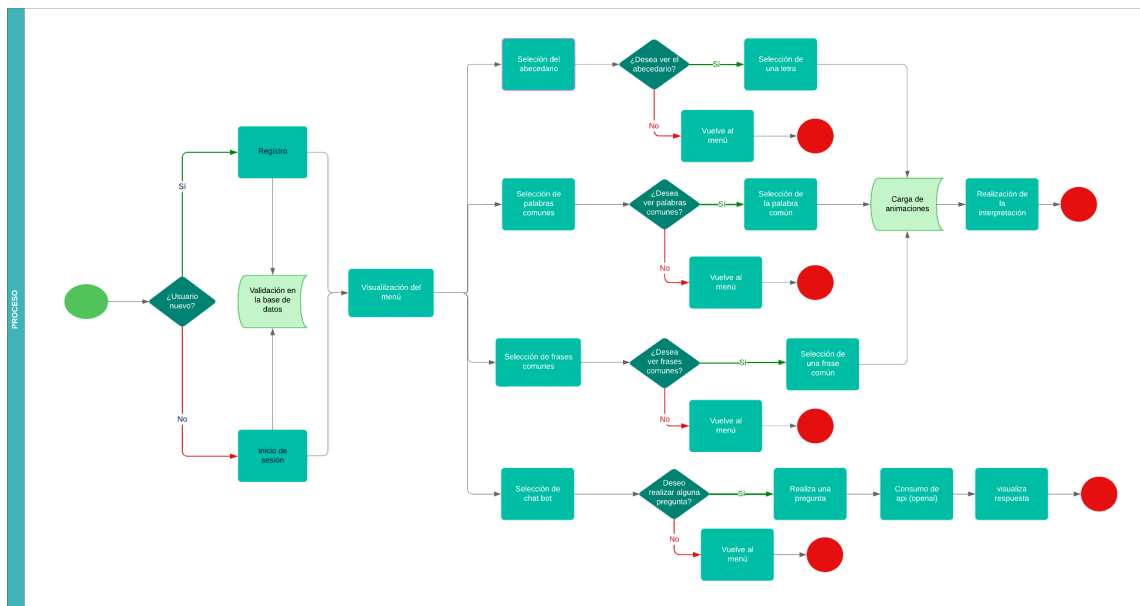 PROCESO
¿Usuario
nuevo?
Sí
No
Registro
Validación en
la base de
datos
Inicio de
sesión
Visualilzación del
menú
Seleción del
abecedario
¿Desea ver el
abecedario?
Sí
Selección de
una letra
No
Vuelve al
menú
Selección de
palabras
comunes
¿Desea
ver palabras
comunes?
Sí
Selección de
la palabra
común
No
Vuelve al
menú
Carga de
animaciones
Realización de
la
interpretación
Selección de frases
comunes
¿Desea
ver frases
comunes?
Sí
Selección de
una frase
común
No
Vuelve al
menú
Selección de
chat bot
Deseo
realizar alguna
pregunta?
Sí
Realiza una
pregunta
Consumo de
api (openai)
visualiza
respuesta
No
Vuelve al
menú